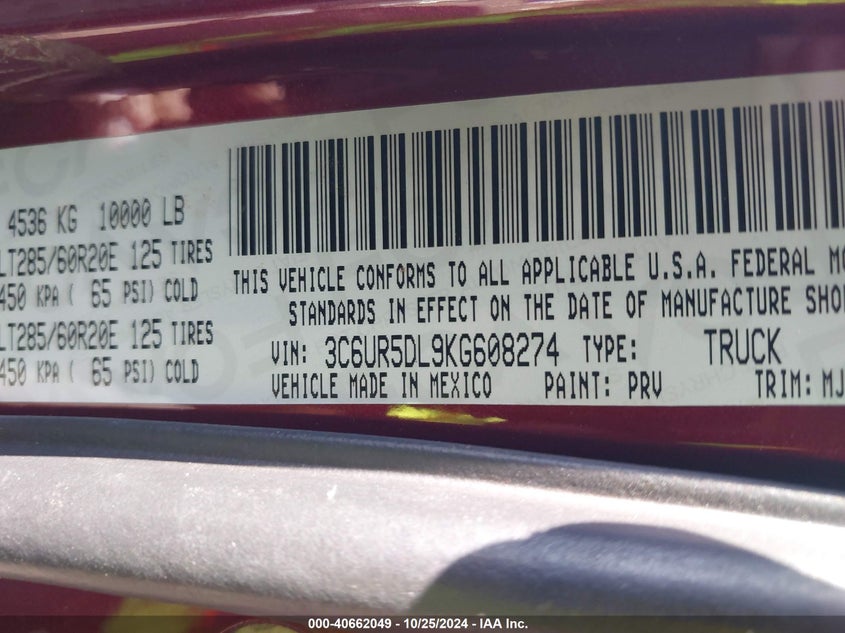 4536 KG 10000 LB
LT285/60R20E 125 TIRES
450 KPA ( 65 PSI) COLD
LT285/60R20E 125 TIRES
450 KPA ( 65 PSI) COLD
THIS VEHICLE CONFORMS TO ALL APPLICABLE U.S.A. FEDERAL MO
STANDARDS IN EFFECT ON THE DATE OF MANUFACTURE SHO
VIN: 3C6UR5DL9KG608274 TYPE: TRUCK
VEHICLE MADE IN MEXICO PAINT: PRV TRIM: MJ
000-40662049 - 10/25/2024 - IAA Inc.